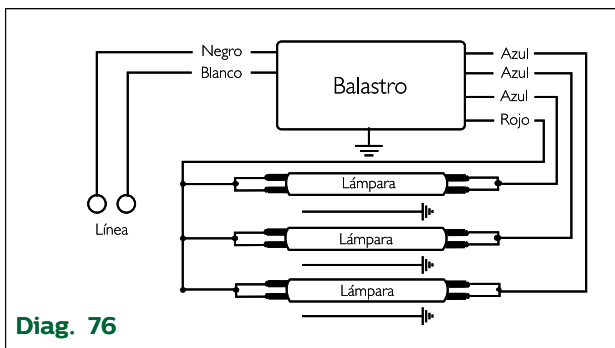 Negro
Blanco
Balastro
Azul
Azul
Azul
Rojo
Lámpara
Línea
Lámpara
Lámpara
Diag. 76